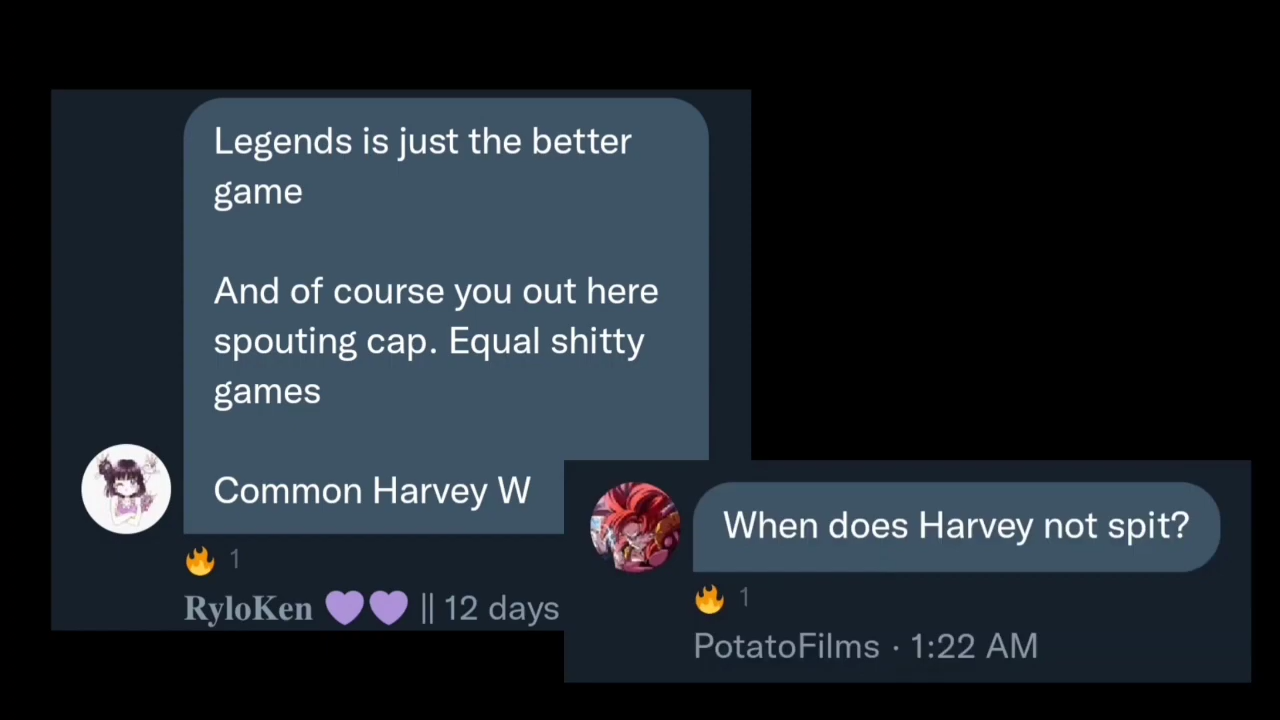 Legends is just the better
game
And of course you out here
spouting cap. Equal shitty
games
Common Harvey W
🔥 1
RyloKen 💜💜 || 12 days
When does Harvey not spit?
🔥 1
PotatoFilms · 1:22 AM